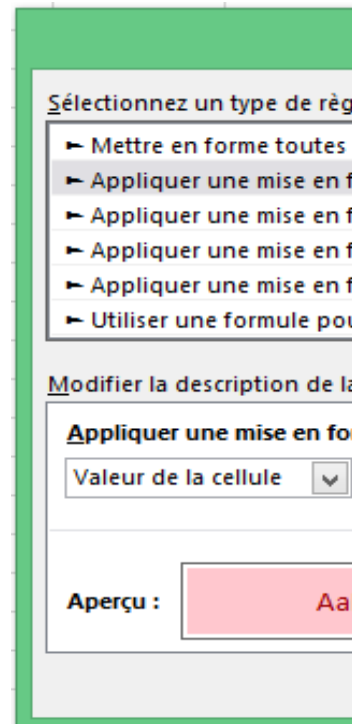 Sélectionnez un type de règ
► Mettre en forme toutes
► Appliquer une mise en f
► Appliquer une mise en f
► Appliquer une mise en f
► Appliquer une mise en f
► Utiliser une formule pou
Modifier la description de la
Appliquer une mise en for
Valeur de la cellule
Aperçu : Aa